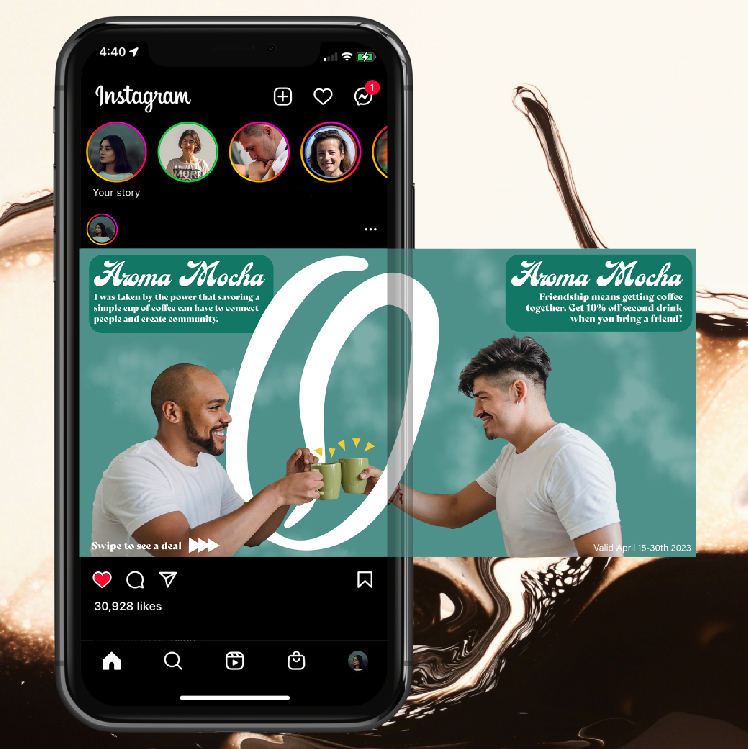 4:40
Instagram
1
Your story
Aroma Mocha
I was taken by the power that savoring a
simple cup of coffee can have to connect
people and create community.
Aroma Mocha
Friendship means getting coffee
together. Get 10% off second drink
when you bring a friend!
Swipe to see a deal
Valid April 15-30th 2023
30,928 likes